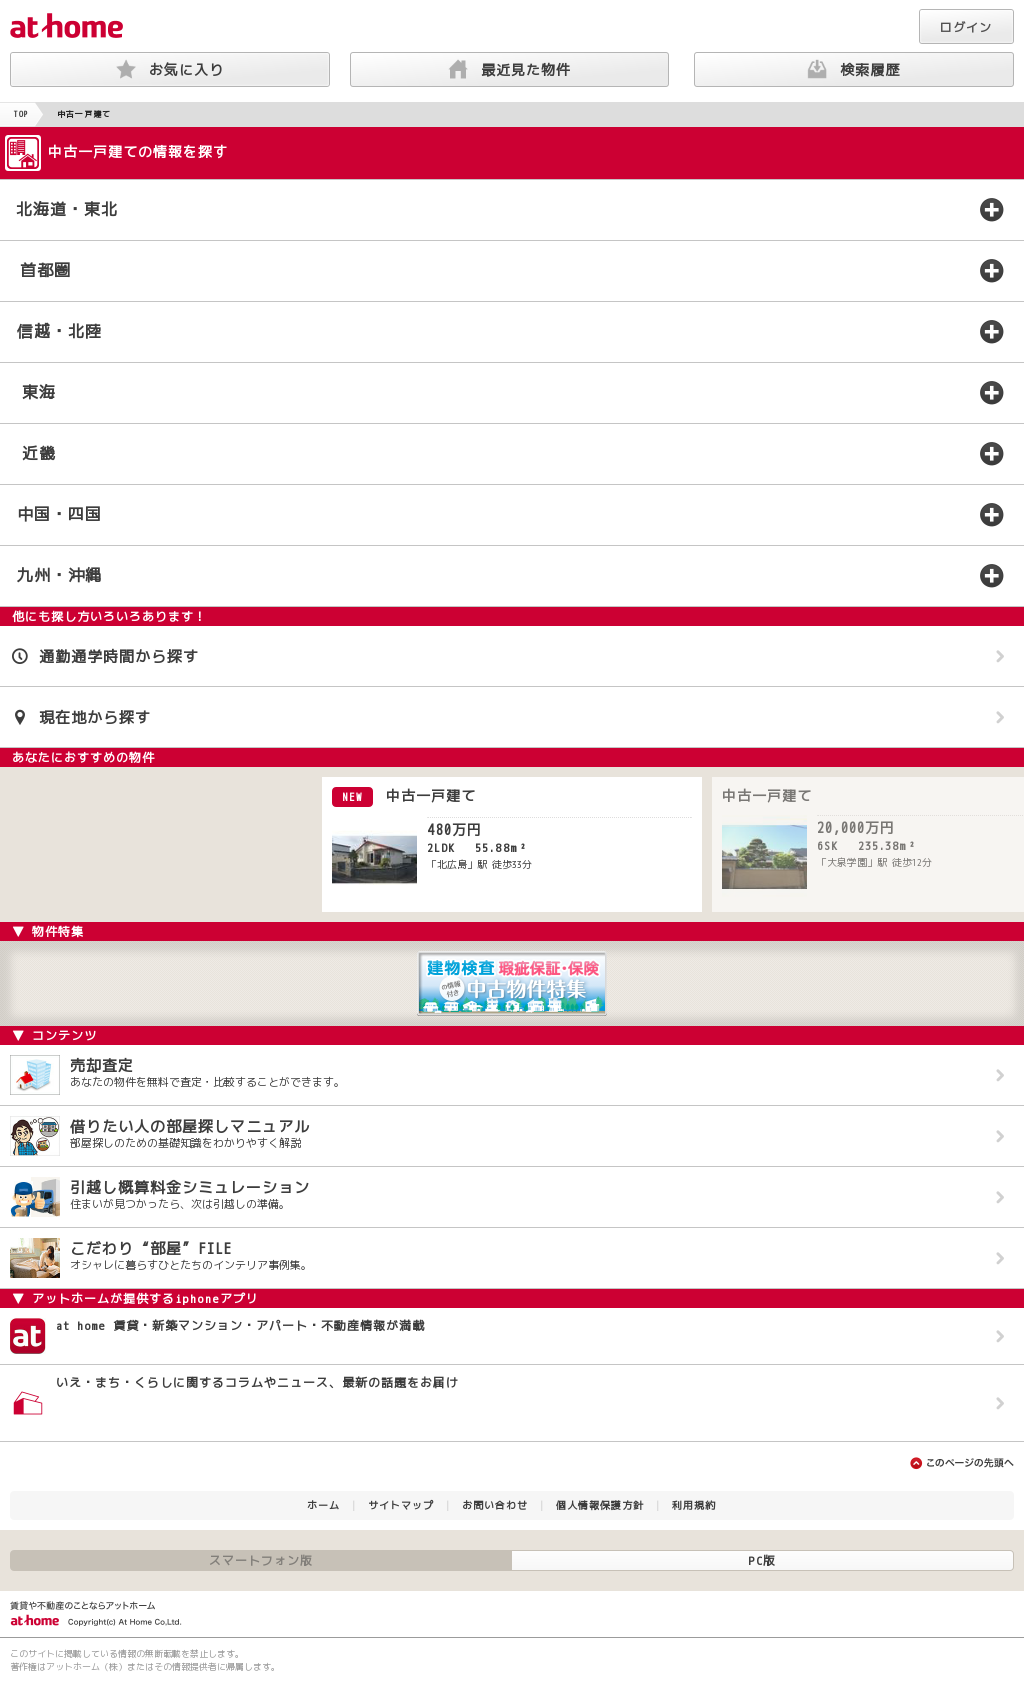 at home
ログイン
お気に入り
最近見た物件
検索履歴
TOP
中古一戸建て
中古一戸建ての情報を探す
北海道・東北
首都圏
信越・北陸
東海
近畿
中国・四国
九州・沖縄
他にも探し方いろいろあります！
通勤通学時間から探す
現在地から探す
あなたにおすすめの物件
NEW 中古一戸建て
480万円
2LDK 55.88m²
「北広島」駅 徒歩33分
中古一戸建て
20,000万円
6SK 235.38m²
「大泉学園」駅 徒歩12分
▼ 物件特集
建物検査 瑕疵保証・保険
の情報付き 中古物件特集
▼ コンテンツ
売却査定
あなたの物件を無料で査定・比較することができます。
借りたい人の部屋探しマニュアル
部屋探しのための基礎知識をわかりやすく解説
引越し概算料金シミュレーション
住まいが見つかったら、次は引越しの準備。
こだわり“部屋”FILE
オシャレに暮らすひとたちのインテリア事例集。
▼ アットホームが提供するiphoneアプリ
at
at home 賃貸・新築マンション・アパート・不動産情報が満載
いえ・まち・くらしに関するコラムやニュース、最新の話題をお届け
このページの先頭へ
ホーム | サイトマップ | お問い合わせ | 個人情報保護方針 | 利用規約
スマートフォン版
PC版
賃貸や不動産のことならアットホーム
at home Copyright(c) At Home Co.,Ltd.
このサイトに掲載している情報の無断転載を禁止します。
著作権はアットホーム（株）またはその情報提供者に帰属します。